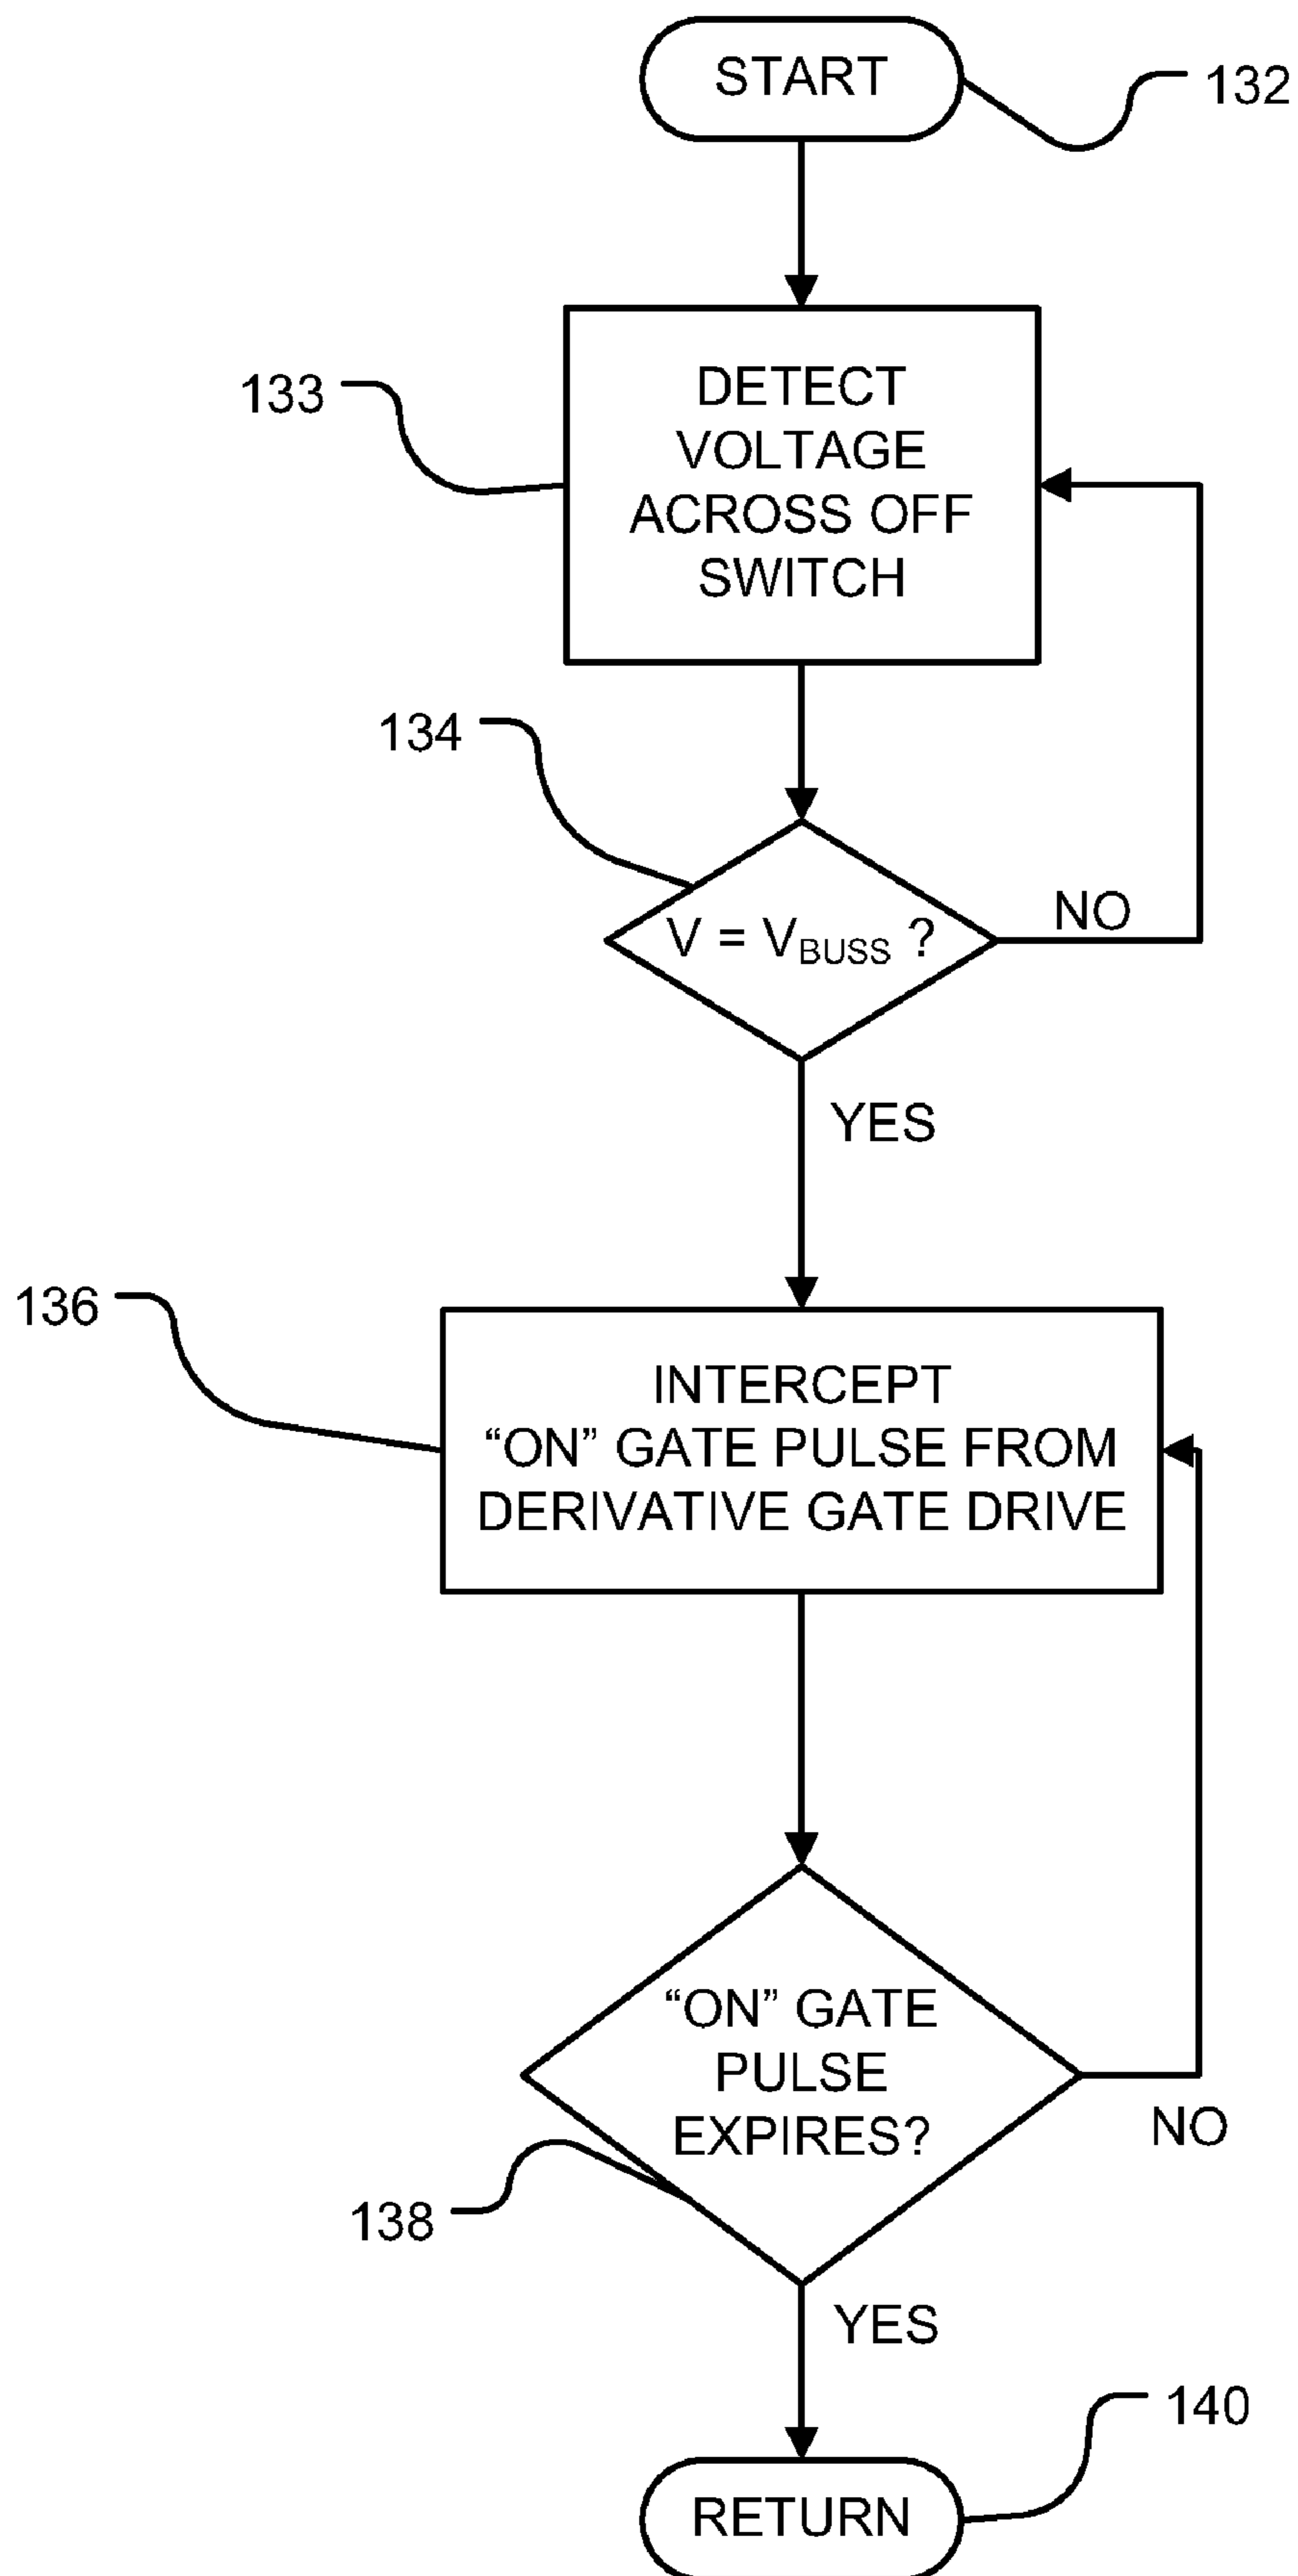 START
132
133
DETECT
VOLTAGE
ACROSS OFF
SWITCH
134
V = VBUSS ?
NO
YES
136
INTERCEPT
“ON” GATE PULSE FROM
DERIVATIVE GATE DRIVE
“ON” GATE
PULSE
EXPIRES?
NO
138
YES
140
RETURN